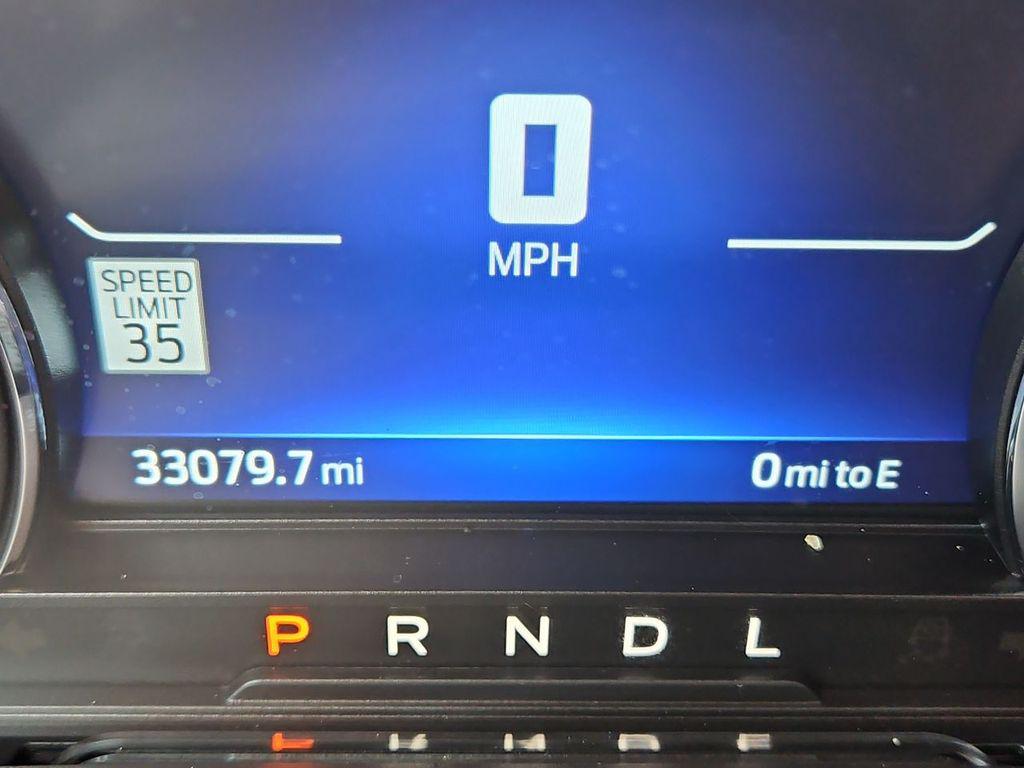 0
MPH
SPEED
LIMIT
35
33079.7 mi
0 mi to E
P R N D L